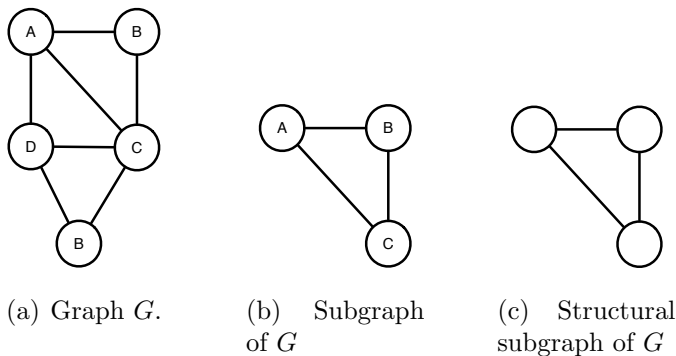 A B
D C
B
A B
C
(a) Graph G.
(b) Subgraph
of G
(c) Structural
subgraph of G